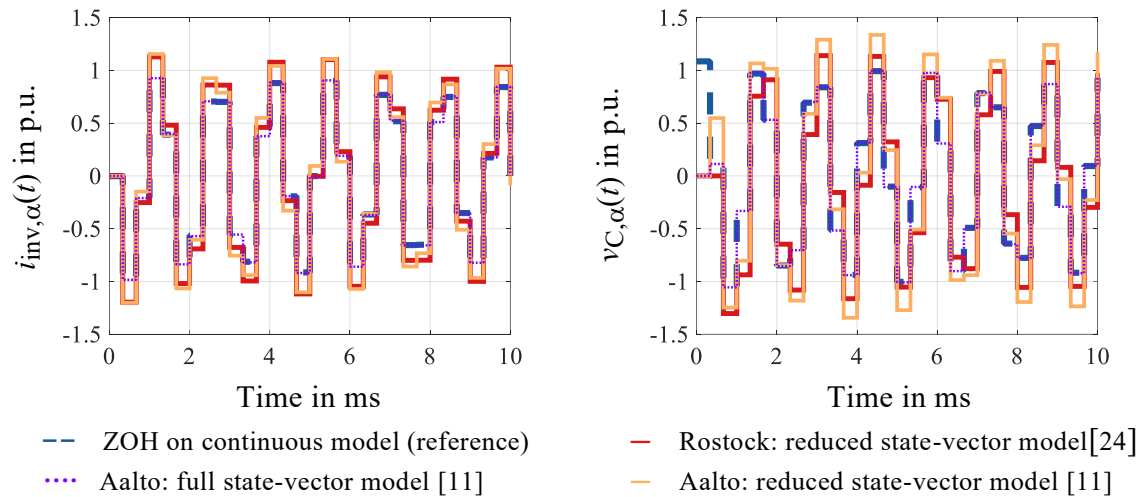 1.5
1
0.5
0
-0.5
-1
-1.5
0 2 4 6 8 10
i_inv,α(t) in p.u.
Time in ms
1.5
1
0.5
0
-0.5
-1
-1.5
0 2 4 6 8 10
v_C,α(t) in p.u.
Time in ms
ZOH on continuous model (reference)
Rostock: reduced state-vector model[24]
Aalto: full state-vector model [11]
Aalto: reduced state-vector model [11]